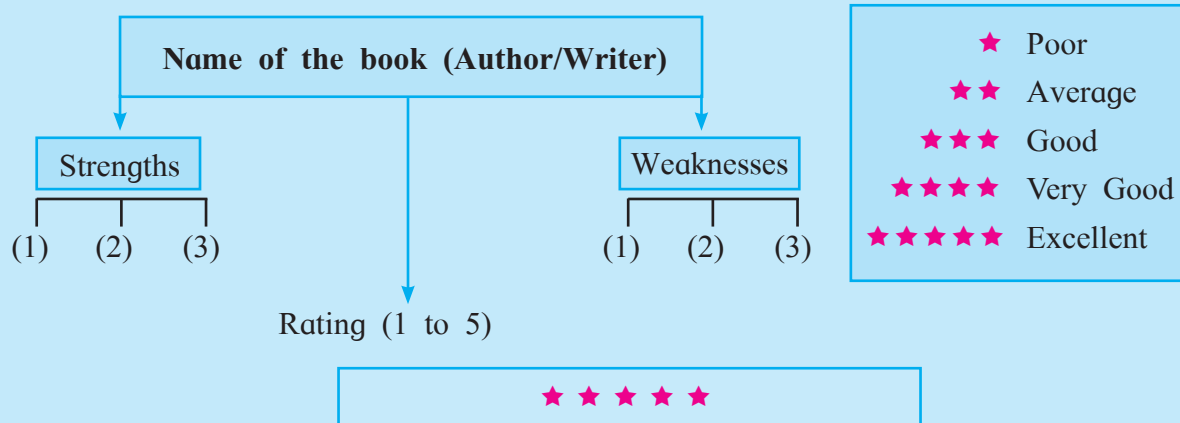 Name of the book (Author/Writer)
Strengths
(1) (2) (3)
Weaknesses
(1) (2) (3)
Rating (1 to 5)
Poor
Average
Good
Very Good
Excellent